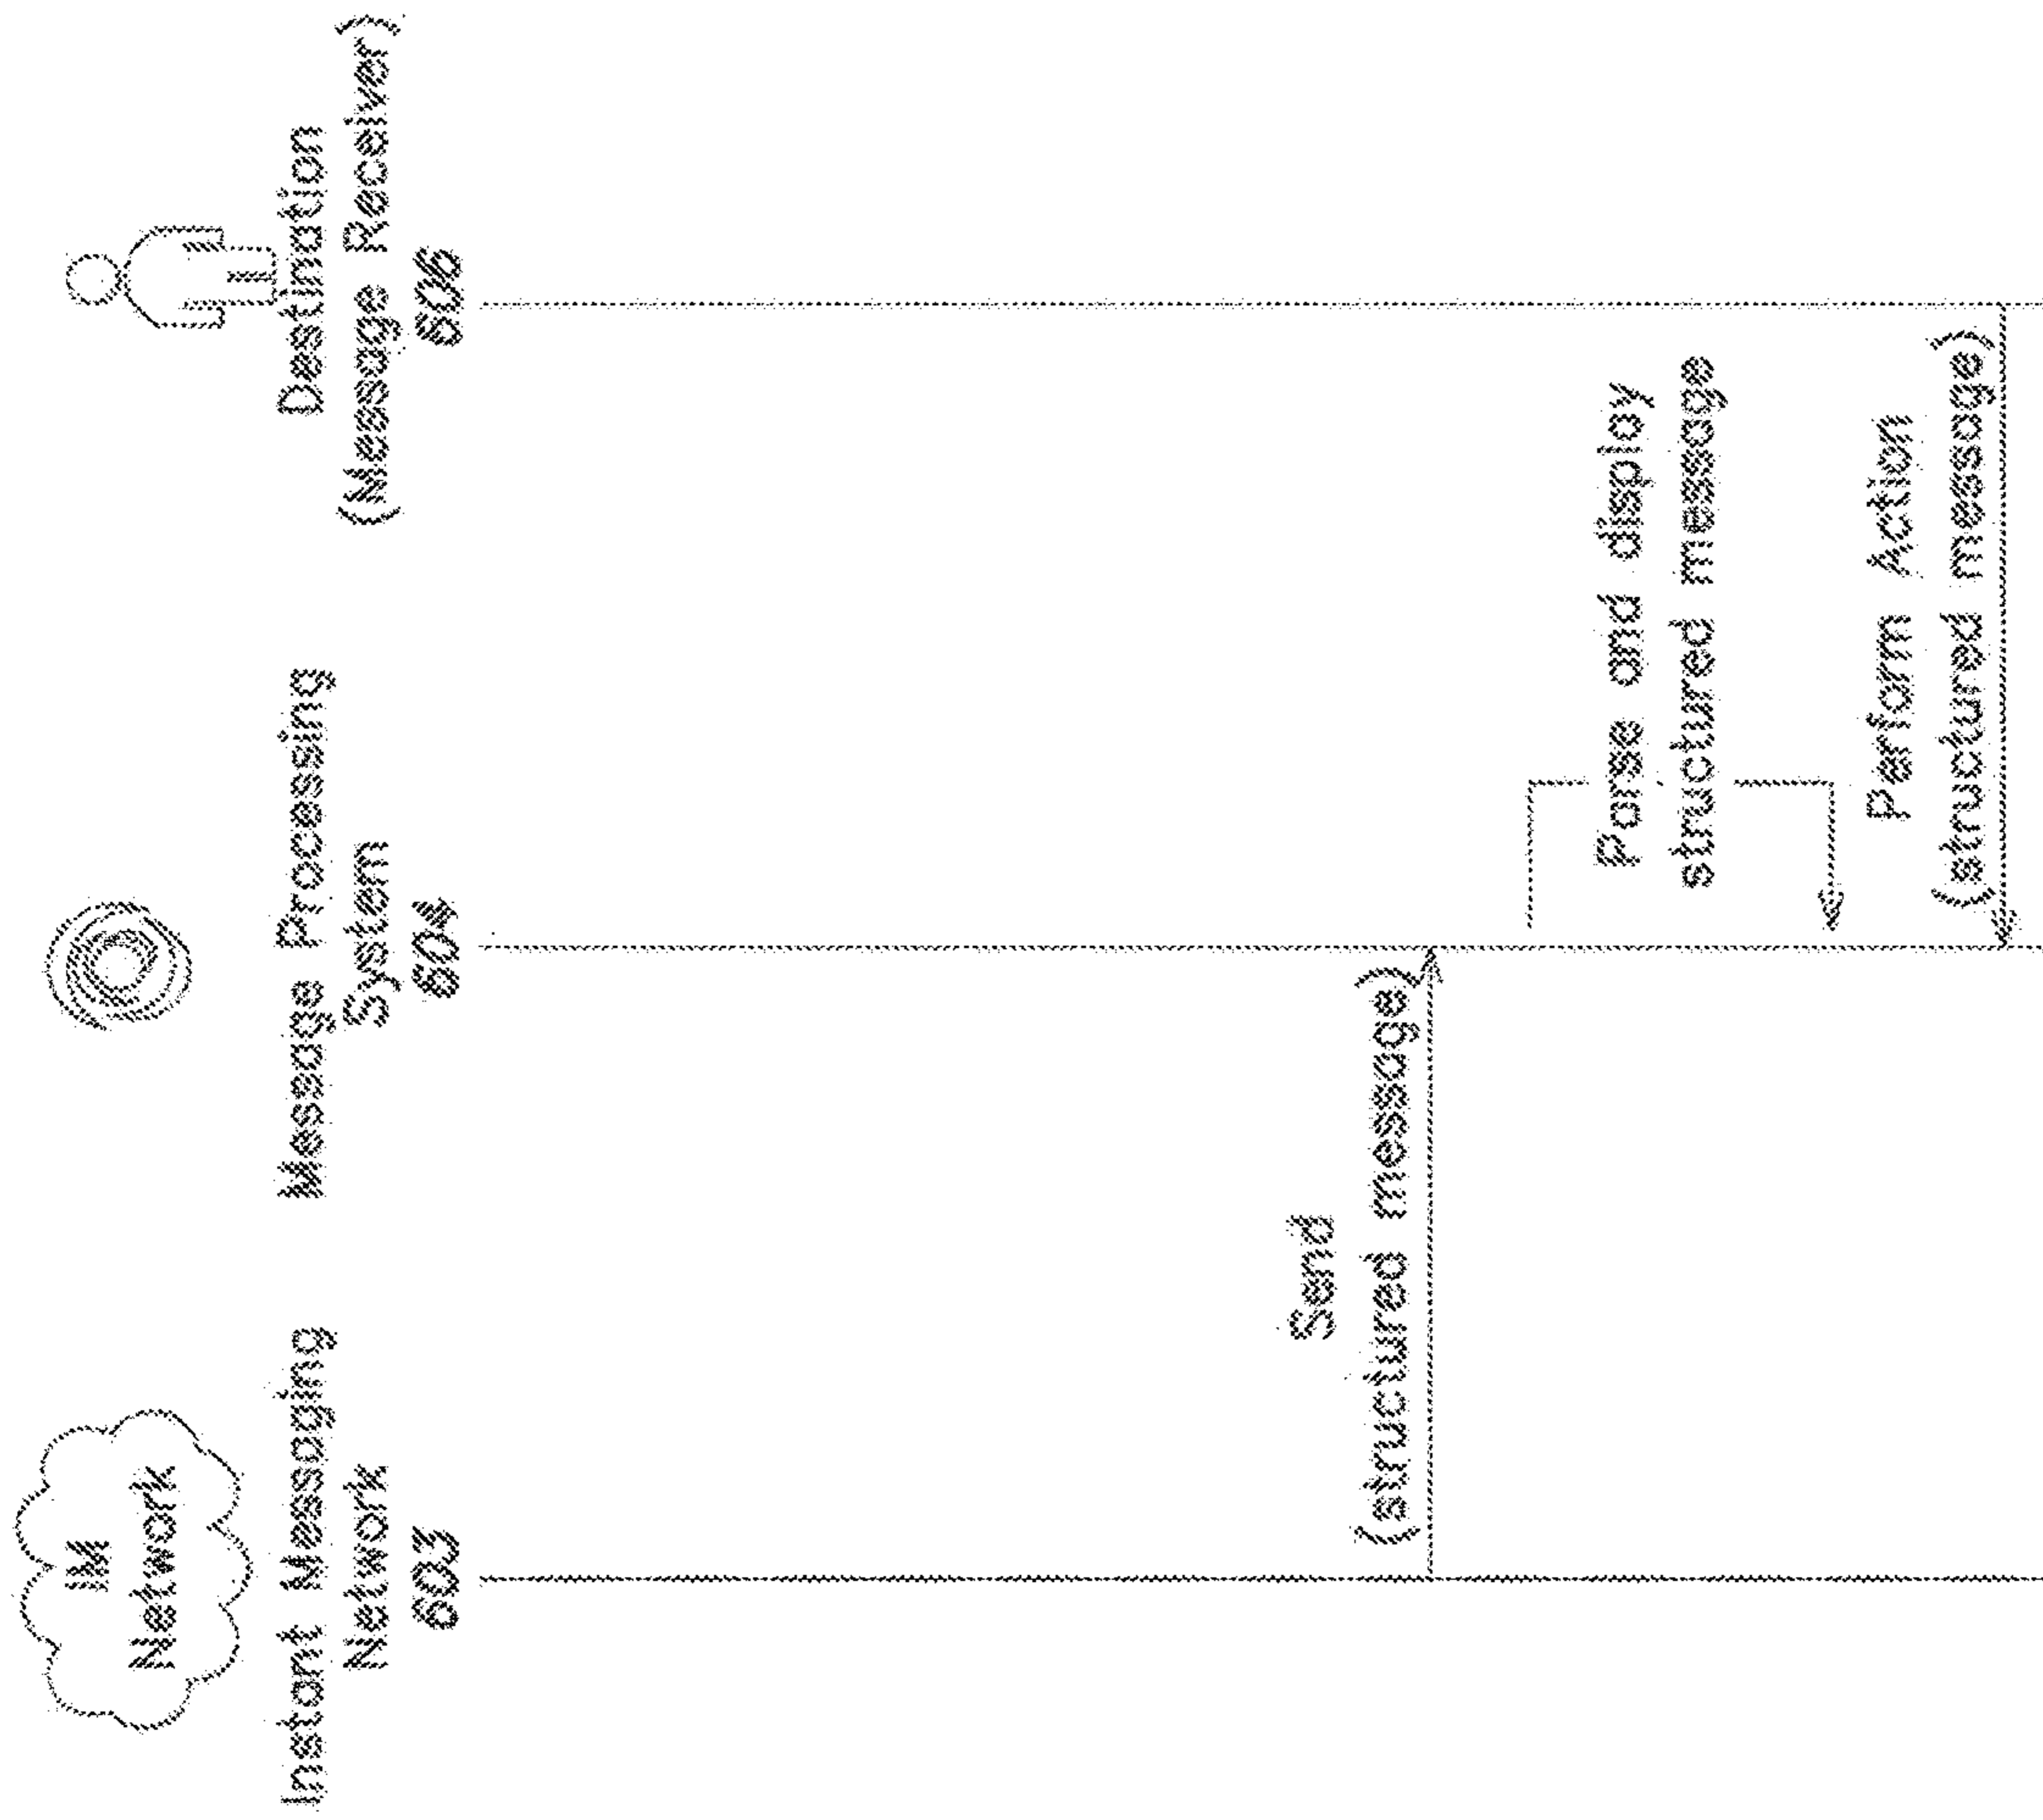 IM
Network
Instant Messaging
Network
603
Message Processing
System
604
Destination
(Message Receiver)
606
Send
(structured message)
Parse and display
structured message
Perform Action
(structured message)